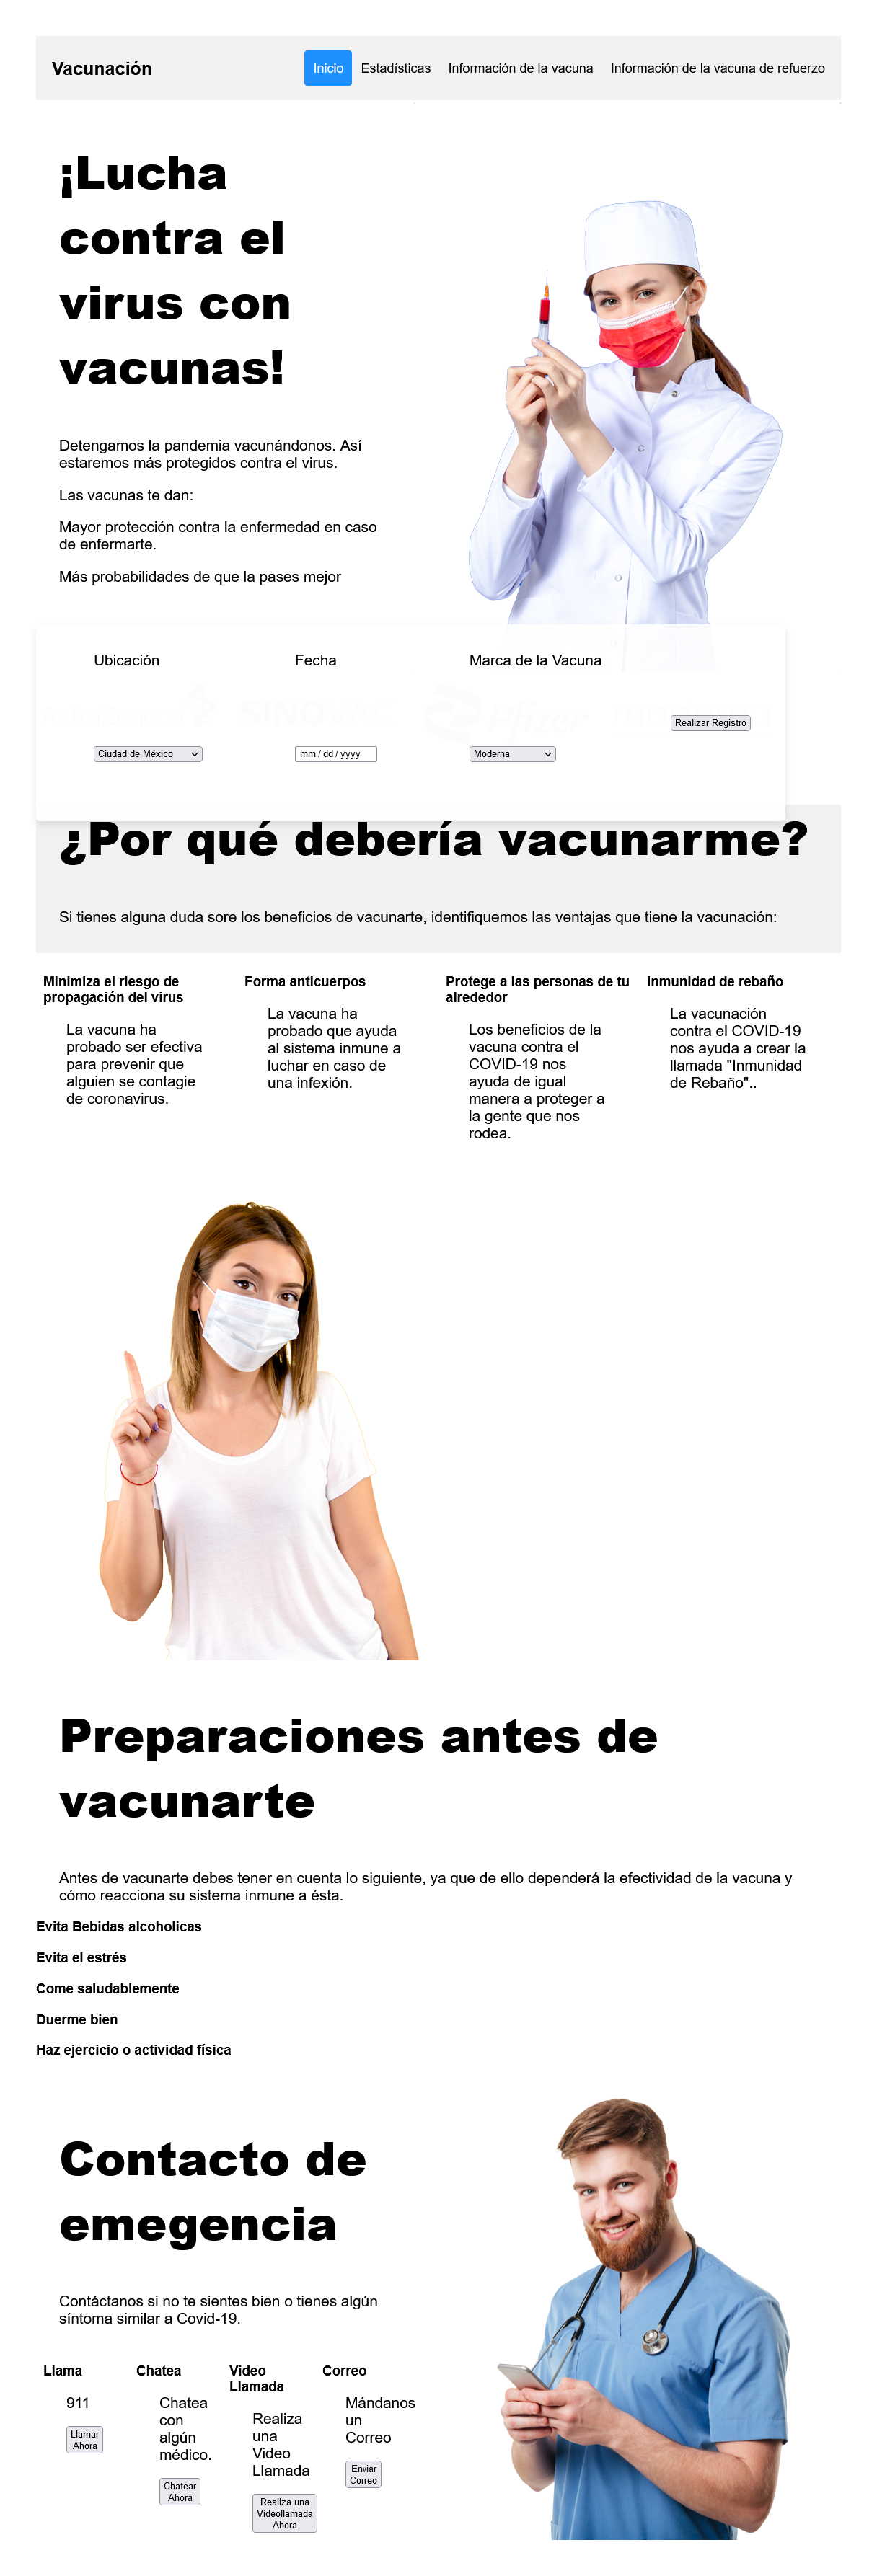 Vacunación
Inicio
Estadísticas
Información de la vacuna
Información de la vacuna de refuerzo
¡Lucha
contra el
virus con
vacunas!
Detengamos la pandemia vacunándonos. Así
estaremos más protegidos contra el virus.
Las vacunas te dan:
Mayor protección contra la enfermedad en caso
de enfermarte.
Más probabilidades de que la pases mejor
Ubicación
Fecha
Marca de la Vacuna
SINOVAC
Pfizer
Realizar Registro
Ciudad de México
mm / dd / yyyy
Moderna
¿Por qué debería vacunarme?
Si tienes alguna duda sore los beneficios de vacunarte, identifiquemos las ventajas que tiene la vacunación:
Minimiza el riesgo de
propagación del virus
La vacuna ha
probado ser efectiva
para prevenir que
alguien se contagie
de coronavirus.
Forma anticuerpos
La vacuna ha
probado que ayuda
al sistema inmune a
luchar en caso de
una infexión.
Protege a las personas de tu
alrededor
Los beneficios de la
vacuna contra el
COVID-19 nos
ayuda de igual
manera a proteger a
la gente que nos
rodea.
Inmunidad de rebaño
La vacunación
contra el COVID-19
nos ayuda a crear la
llamada "Inmunidad
de Rebaño"..
Preparaciones antes de
vacunarte
Antes de vacunarte debes tener en cuenta lo siguiente, ya que de ello dependerá la efectividad de la vacuna y
cómo reacciona su sistema inmune a ésta.
Evita Bebidas alcoholicas
Evita el estrés
Come saludablemente
Duerme bien
Haz ejercicio o actividad física
Contacto de
emegencia
Contáctanos si no te sientes bien o tienes algún
síntoma similar a Covid-19.
Llama
911
Llamar
Ahora
Chatea
Chatea
con
algún
médico.
Chatear
Ahora
Video
Llamada
Realiza
una
Video
Llamada
Realiza una
Videollamada
Ahora
Correo
Mándanos
un
Correo
Enviar
Correo